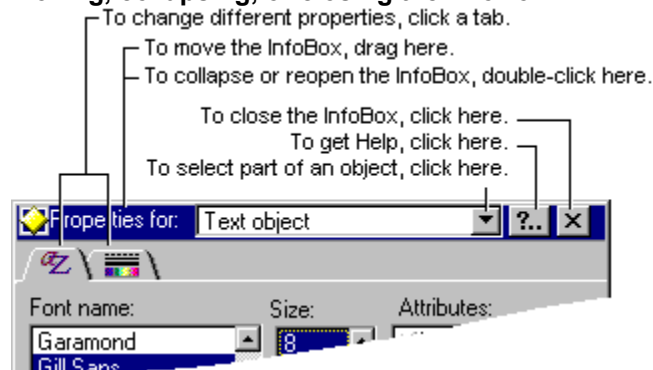 To change different properties, click a tab.
To move the InfoBox, drag here.
To collapse or reopen the InfoBox, double-click here.
To close the InfoBox, click here.
To get Help, click here.
To select part of an object, click here.
Properties for: Text object ?..
Font name: Size: Attributes:
Garamond 8
Gill Sans